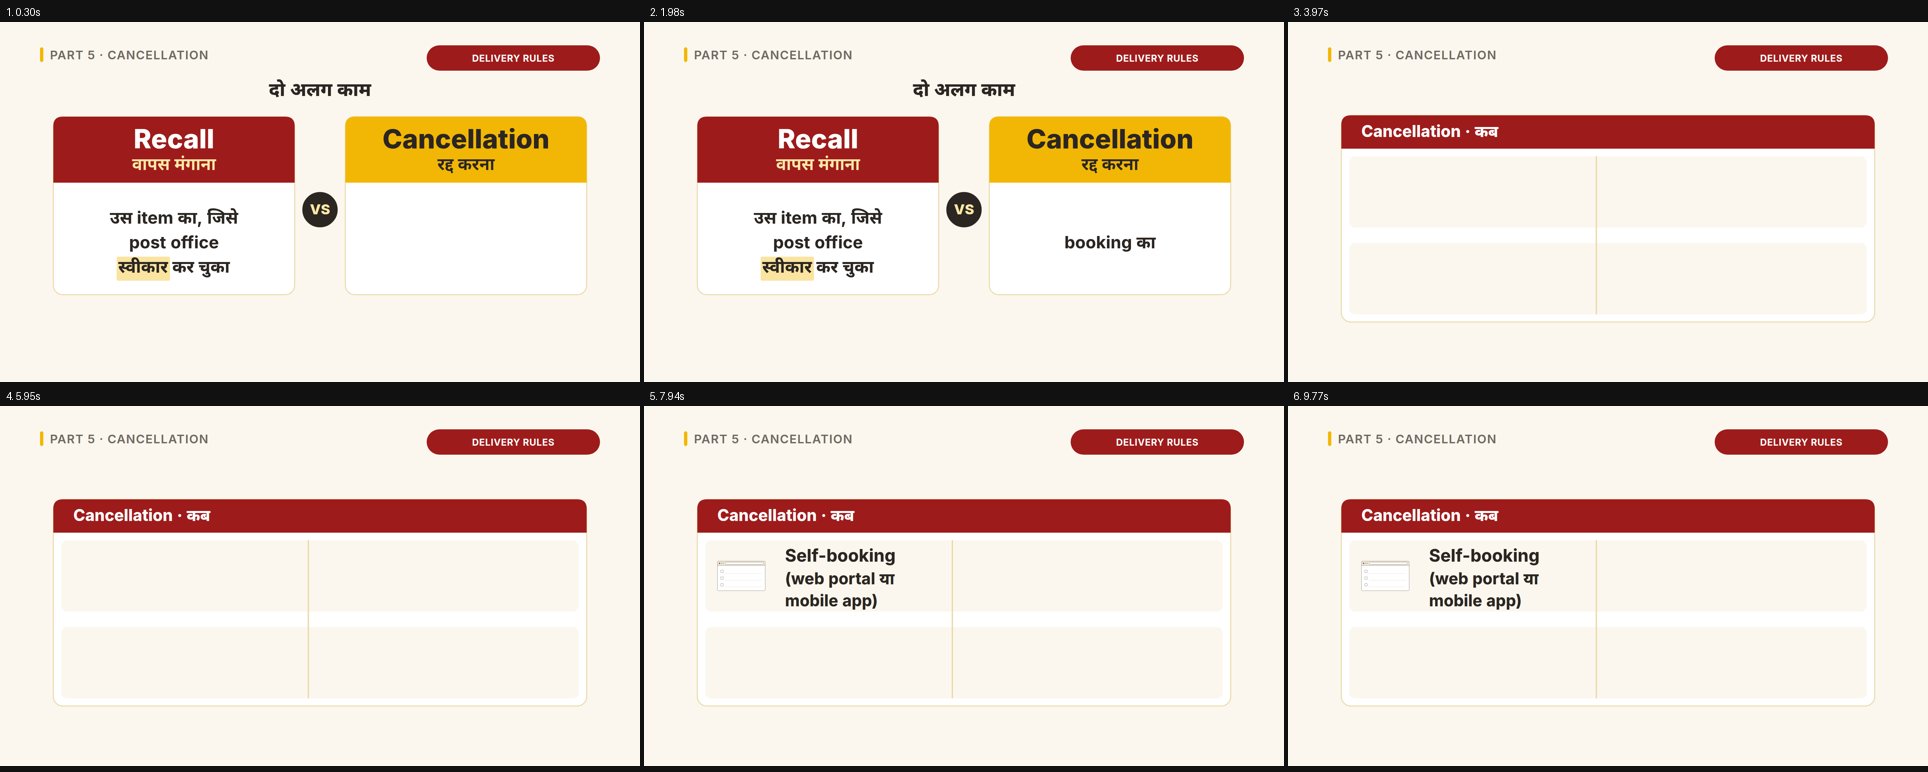 1. 0.30s
PART 5 · CANCELLATION
DELIVERY RULES
दो अलग काम
Recall
वापस मंगाना
उस item का, जिसे
post office
स्वीकार कर चुका
VS
Cancellation
रद्द करना
2. 1.98s
PART 5 · CANCELLATION
DELIVERY RULES
दो अलग काम
Recall
वापस मंगाना
उस item का, जिसे
post office
स्वीकार कर चुका
VS
Cancellation
रद्द करना
booking का
3. 3.97s
PART 5 · CANCELLATION
DELIVERY RULES
Cancellation · कब
4. 5.95s
PART 5 · CANCELLATION
DELIVERY RULES
Cancellation · कब
5. 7.94s
PART 5 · CANCELLATION
DELIVERY RULES
Cancellation · कब
Self-booking
(web portal या
mobile app)
6. 9.77s
PART 5 · CANCELLATION
DELIVERY RULES
Cancellation · कब
Self-booking
(web portal या
mobile app)